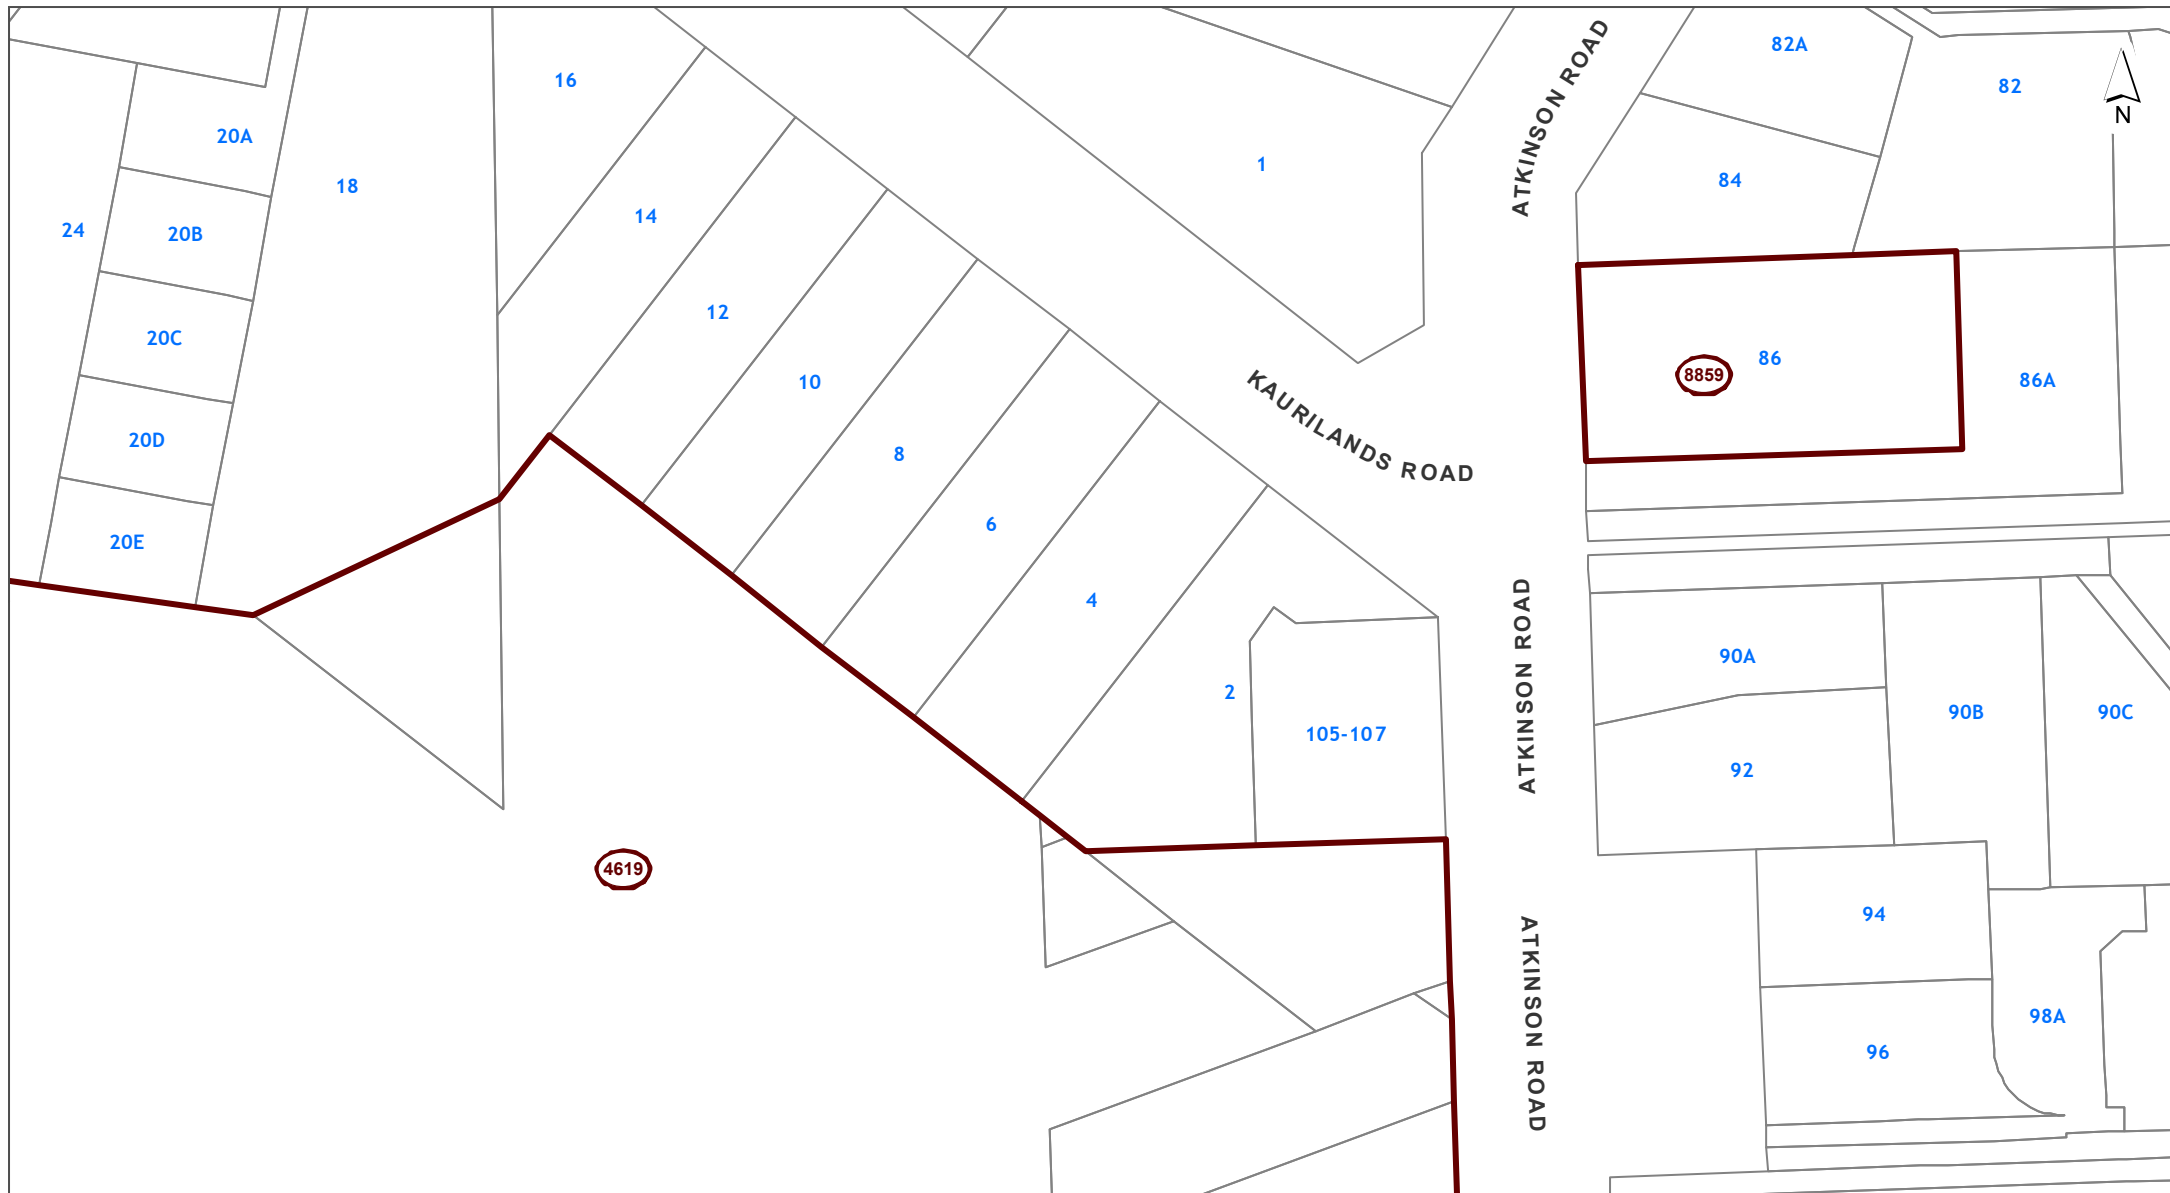 82A
82
N
16
20A
18
14
1
84
ATKINSON ROAD
24
20B
12
20C
10
86
8859
86A
KAURILANDS ROAD
20D
8
6
20E
4
ATKINSON ROAD
2
105-107
90A
90B
90C
92
4619
94
ATKINSON ROAD
98A
96